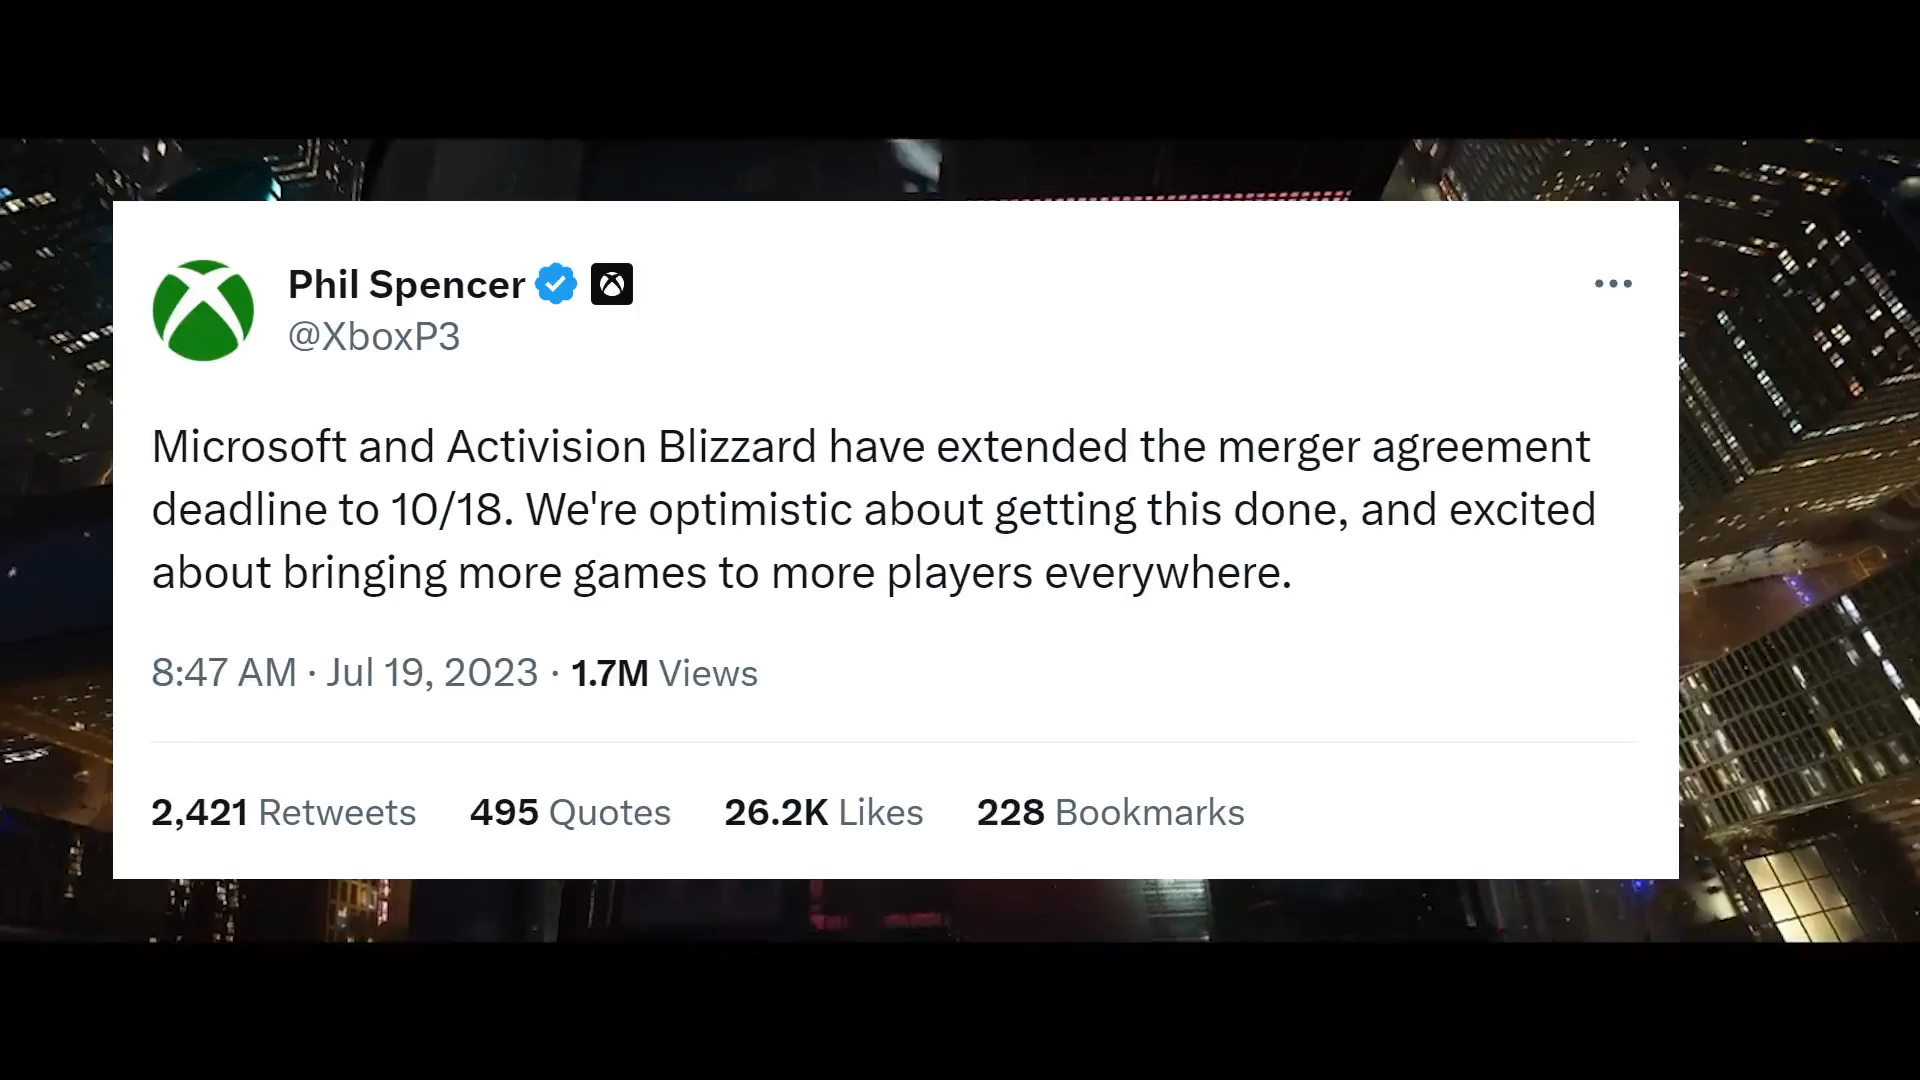 Phil Spencer
@XboxP3
Microsoft and Activision Blizzard have extended the merger agreement
deadline to 10/18. We're optimistic about getting this done, and excited
about bringing more games to more players everywhere.
8:47 AM · Jul 19, 2023 · 1.7M Views
2,421 Retweets 495 Quotes 26.2K Likes 228 Bookmarks